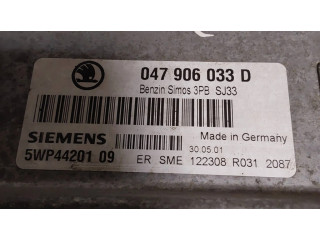 047 906 033 D
Benzin Simos 3PB SJ33
SIEMENS
Made in Germany
5WP44201 09
30.05.01
ER SME 122308 R031 2087